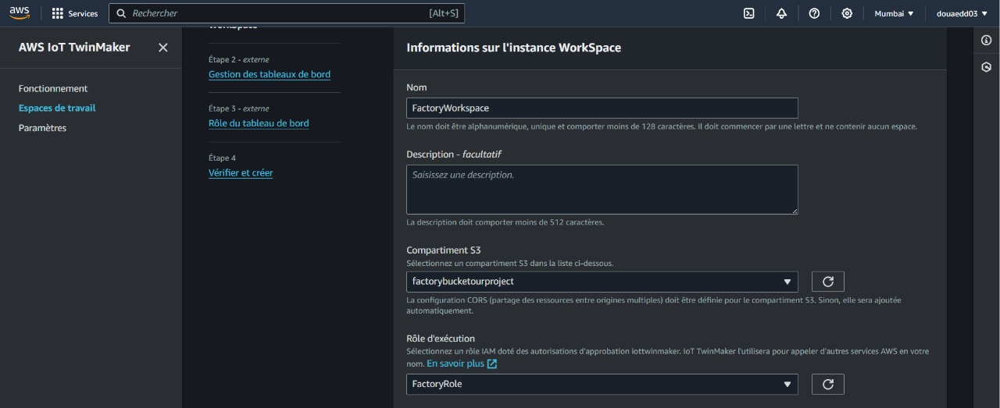 aws
Services
Rechercher
[Alt+S]
Mumbai ▼
douaedd03 ▼
AWS IoT TwinMaker
Fonctionnement
Espaces de travail
Paramètres
WorkSpace
Étape 2 - externe
Gestion des tableaux de bord
Étape 3 - externe
Rôle du tableau de bord
Étape 4
Vérifier et créer
Informations sur l'instance WorkSpace
Nom
FactoryWorkspace
Le nom doit être alphanumérique, unique et comporter moins de 128 caractères. Il doit commencer par une lettre et ne contenir aucun espace.
Description - facultatif
Saisissez une description.
La description doit comporter moins de 512 caractères.
Compartiment S3
Sélectionnez un compartiment S3 dans la liste ci-dessous.
factorybucketourproject
La configuration CORS (partage des ressources entre origines multiples) doit être définie pour le compartiment S3. Sinon, elle sera ajoutée
automatiquement.
Rôle d'exécution
Sélectionnez un rôle IAM doté des autorisations d'approbation iottwinmaker. IoT TwinMaker l'utilisera pour appeler d'autres services AWS en votre
nom. En savoir plus
FactoryRole